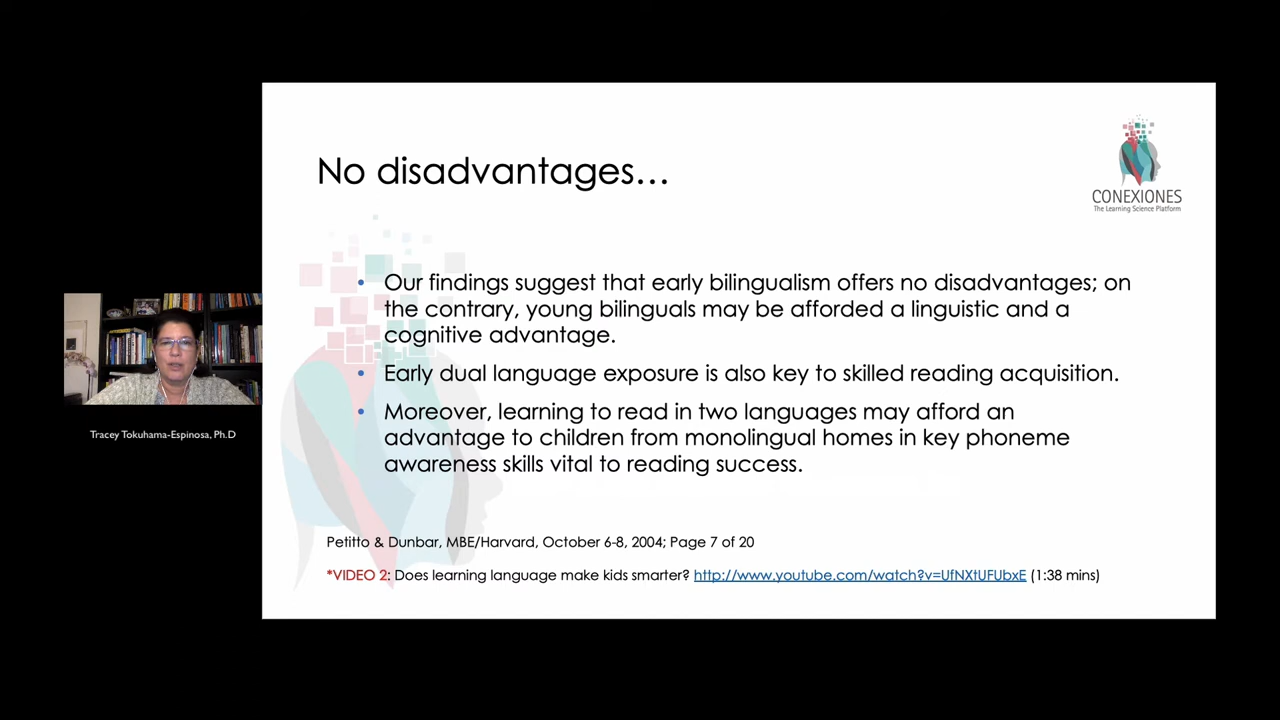 No disadvantages...
CONEXIONES
The Learning Science Platform
• Our findings suggest that early bilingualism offers no disadvantages; on
the contrary, young bilinguals may be afforded a linguistic and a
cognitive advantage.
• Early dual language exposure is also key to skilled reading acquisition.
• Moreover, learning to read in two languages may afford an
advantage to children from monolingual homes in key phoneme
awareness skills vital to reading success.
Tracey Tokuhama-Espinosa, Ph.D
Petitto & Dunbar, MBE/Harvard, October 6-8, 2004; Page 7 of 20
*VIDEO 2: Does learning language make kids smarter? http://www.youtube.com/watch?v=UfNXtUFUbxE (1:38 mins)